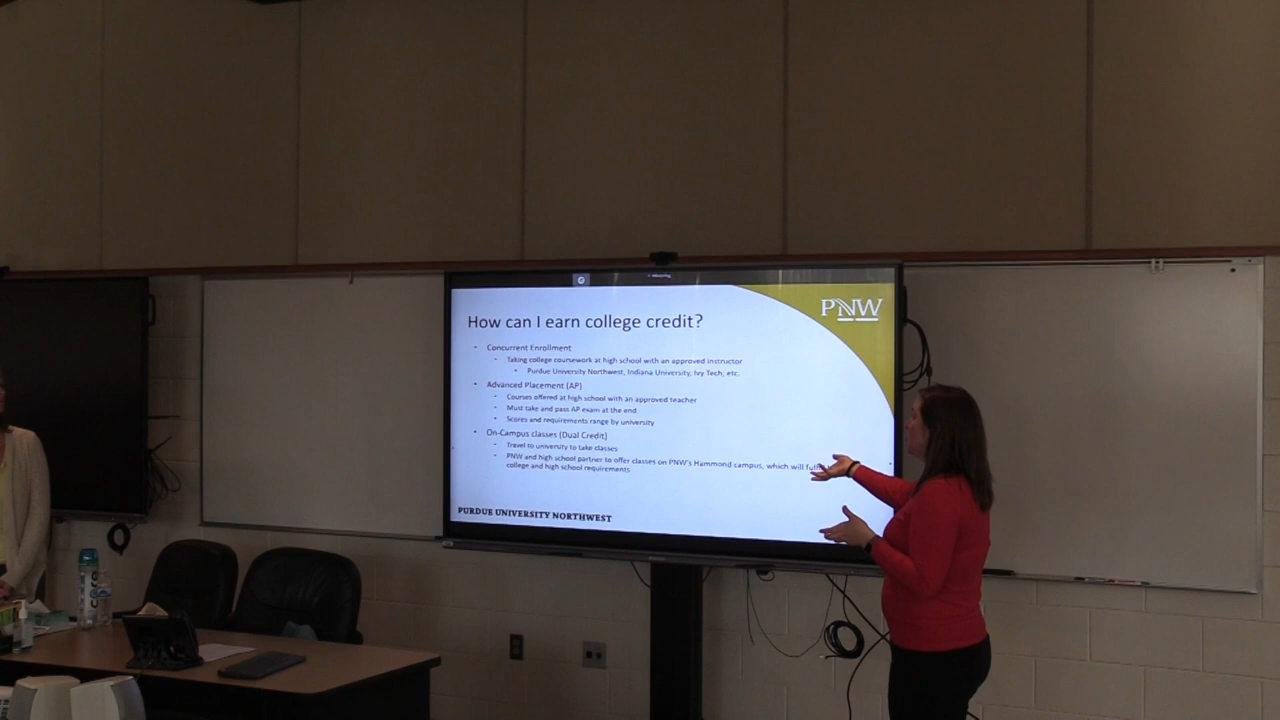 PNW
How can I earn college credit?
- Concurrent Enrollment
- Taking college coursework at high school with an approved instructor
- Purdue University Northwest, Indiana University, Ivy Tech, etc.
- Advanced Placement (AP)
- Courses offered at high school with an approved teacher
- Must take and pass AP exam at the end
- Scores and requirements range by university
- On-Campus classes (Dual Credit)
- Travel to university to take classes
- PNW and high school partner to offer classes on PNW's Hammond campus, which will
college and high school requirements
PURDUE UNIVERSITY NORTHWEST